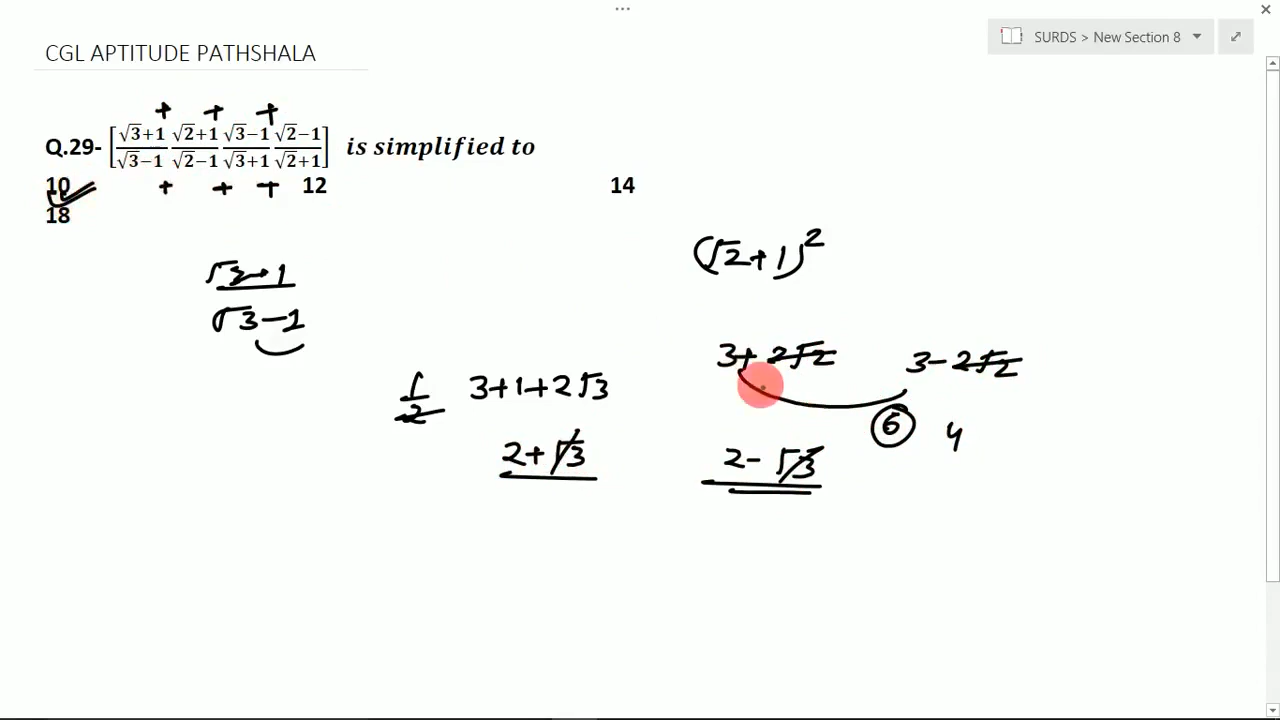 ...
SURDS > New Section 8
CGL APTITUDE PATHSHALA
+ + +
Q.29- [√3+1/√3−1 √2+1/√2−1 √3−1/√3+1 √2−1/√2+1] is simplified to
+ + +
10 12 14
18
(√2+1)²
√3+1
√3−1
3+2√2 3−2√2
1/2 3+1+2√3
6 4
2+√3 2−√3